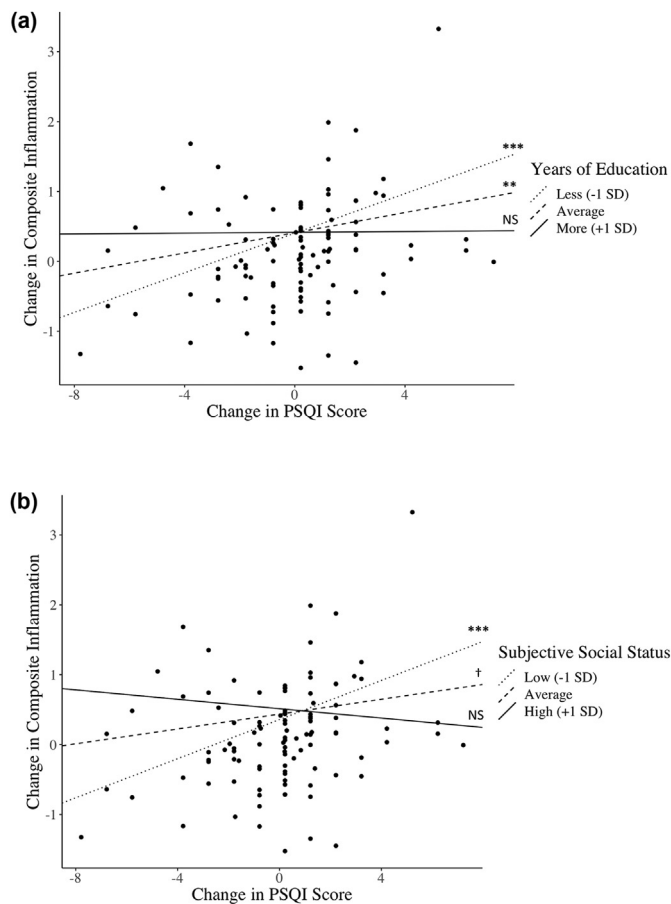 (a)
3
2
1
0
-1
-8
-4
0
4
Change in Composite Inflammation
Change in PSQI Score
***
**
NS
Years of Education
Less (-1 SD)
Average
More (+1 SD)
(b)
3
2
1
0
-1
-8
-4
0
4
Change in Composite Inflammation
Change in PSQI Score
***
†
NS
Subjective Social Status
Low (-1 SD)
Average
High (+1 SD)